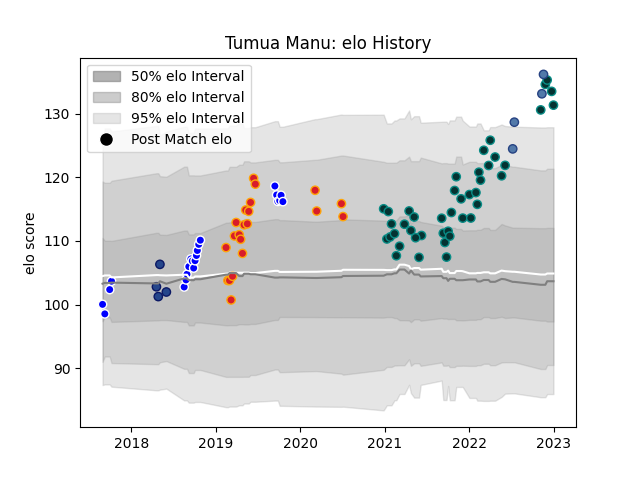 Tumua Manu: elo History
50% elo Interval
80% elo Interval
95% elo Interval
Post Match elo
elo score
130
120
110
100
90
2018
2019
2020
2021
2022
2023